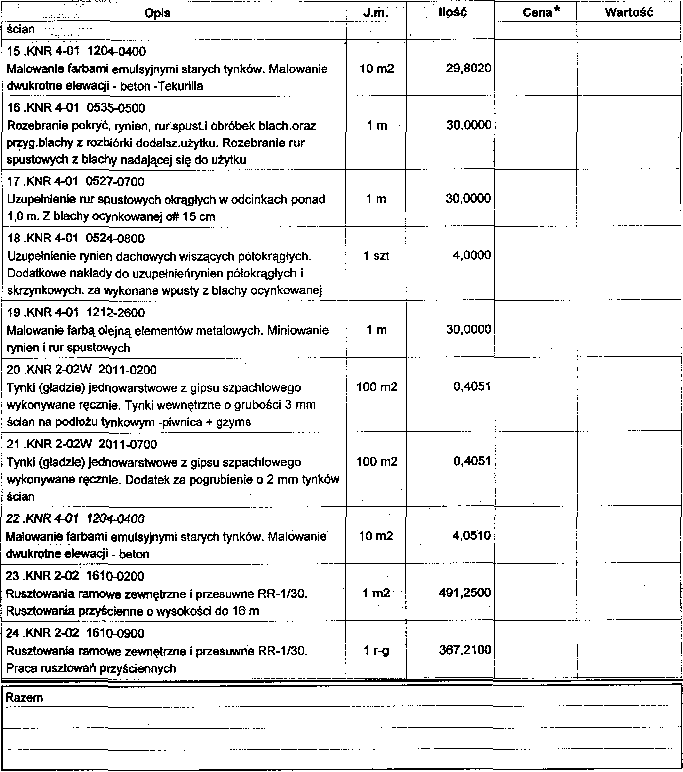 Opis J.m. Ilość Cena* Wartość
ścian
15 .KNR 4-01 1204-0400
Malowanie farbami emulsyjnymi starych tynków. Malowanie 10 m2 29,8020
dwukrotne elewacji - beton -Tekurilla
16 .KNR 4-01 0535-0500
Rozebranie pokryć, rynien, rur spust.i obróbek blach.oraz 1 m 30,0000
przyg.blachy z rozbiórki dodalsz.użytku. Rozebranie rur
spustowych z blachy nadającej się do użytku
17 .KNR 4-01 0527-0700
Uzupełnienie rur spustowych okrągłych w odcinkach ponad 1 m 30,0000
1,0 m. Z blachy ocynkowanej o# 15 cm
18 .KNR 4-01 0524-0800
Uzupełnienie rynien dachowych wiszących półokrągłych. 1 szt 4,0000
Dodatkowe nakłady do uzupełnieńrynien półokrągłych i
skrzynkowych. za wykonane wpusty z blachy ocynkowanej
19 .KNR 4-01 1212-2600
Malowanie farbą olejną elementów metalowych. Miniowanie 1 m 30,0000
rynien i rur spustowych
20 .KNR 2-02W 2011-0200
Tynki (gładzie) jednowarstwowe z gipsu szpachlowego 100 m2 0,4051
wykonywane ręcznie. Tynki wewnętrzne o grubości 3 mm
ścian na podłożu tynkowym -piwnica + gzyms
21 .KNR 2-02W 2011-0700
Tynki (gładzie) jednowarstwowe z gipsu szpachlowego 100 m2 0,4051
wykonywane ręcznie. Dodatek za pogrubienie o 2 mm tynków
ścian
22 .KNR 4-01 1204-0400
Malowanie farbami emulsyjnymi starych tynków. Malowanie 10 m2 4,0510
dwukrotne elewacji - beton
23 .KNR 2-02 1610-0200
Rusztowania ramowe zewnętrzne i przesuwne RR-1/30. 1 m2 491,2500
Rusztowania przyścienne o wysokości do 16 m
24 .KNR 2-02 1610-0900
Rusztowania ramowe zewnętrzne i przesuwne RR-1/30. 1 r-g 367,2100
Praca rusztowań przyściennych
Razem